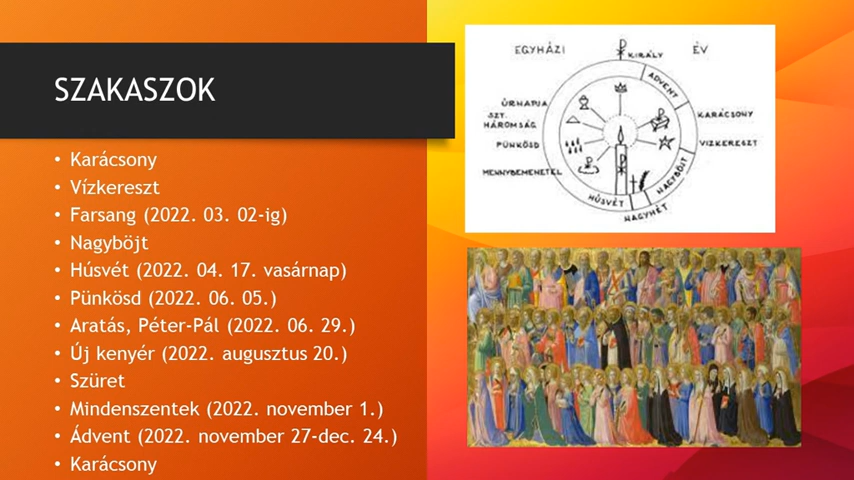 SZAKASZOK
• Karácsony
• Vízkereszt
• Farsang (2022. 03. 02-ig)
• Nagyböjt
• Húsvét (2022. 04. 17. vasárnap)
• Pünkösd (2022. 06. 05.)
• Aratás, Péter-Pál (2022. 06. 29.)
• Új kenyér (2022. augusztus 20.)
• Szüret
• Mindenszentek (2022. november 1.)
• Ádvent (2022. november 27-dec. 24.)
• Karácsony
EGYHÁZI ÉV
KIRÁLY
ADVENT
ÚRNAPJA
KARÁCSONY
SZT.
HÁROMSÁG
PÜNKÖSD
VIZKERESZT
MENNYBEMENETEL
NAGYBÖJT
HÚSVÉT
NAGYHÉT